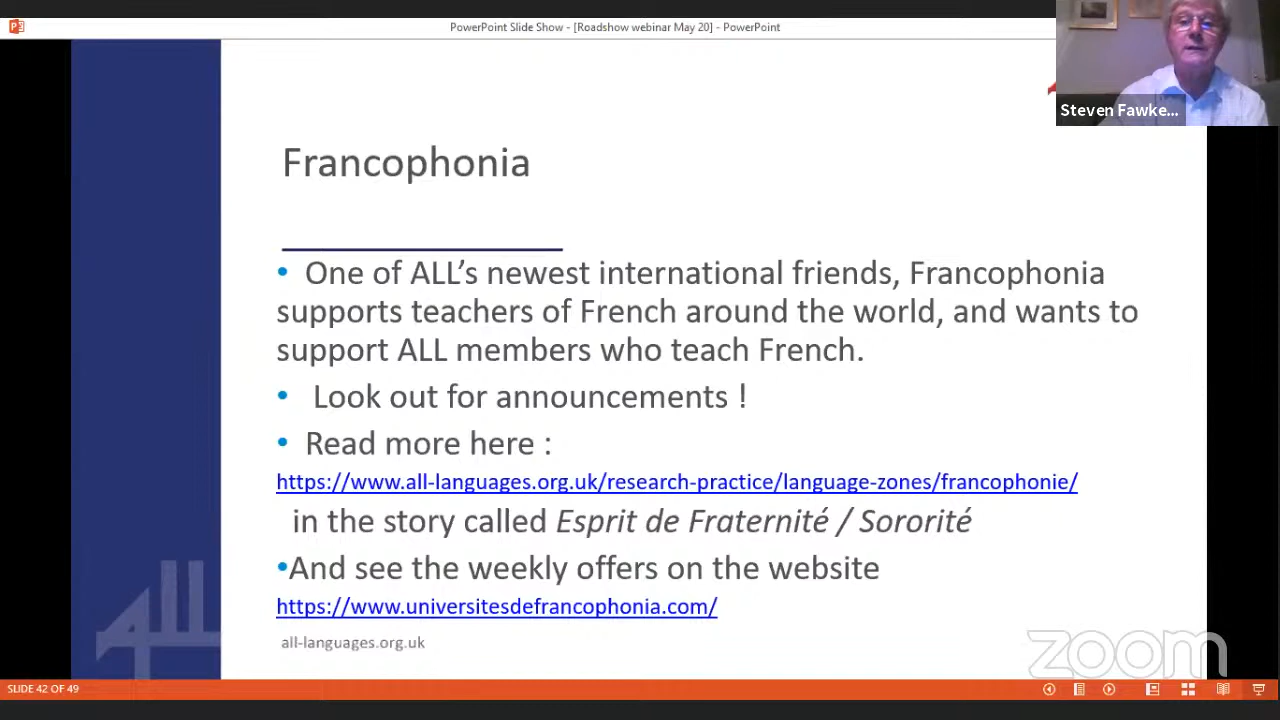 PowerPoint Slide Show - [Roadshow webinar May 20] - PowerPoint
Steven Fawke...
Francophonia
• One of ALL's newest international friends, Francophonia
supports teachers of French around the world, and wants to
support ALL members who teach French.
• Look out for announcements !
• Read more here :
https://www.all-languages.org.uk/research-practice/language-zones/francophonie/
in the story called Esprit de Fraternité / Sororité
•And see the weekly offers on the website
https://www.universitesdefrancophonia.com/
all-languages.org.uk
ALL
zoom
SLIDE 42 OF 49